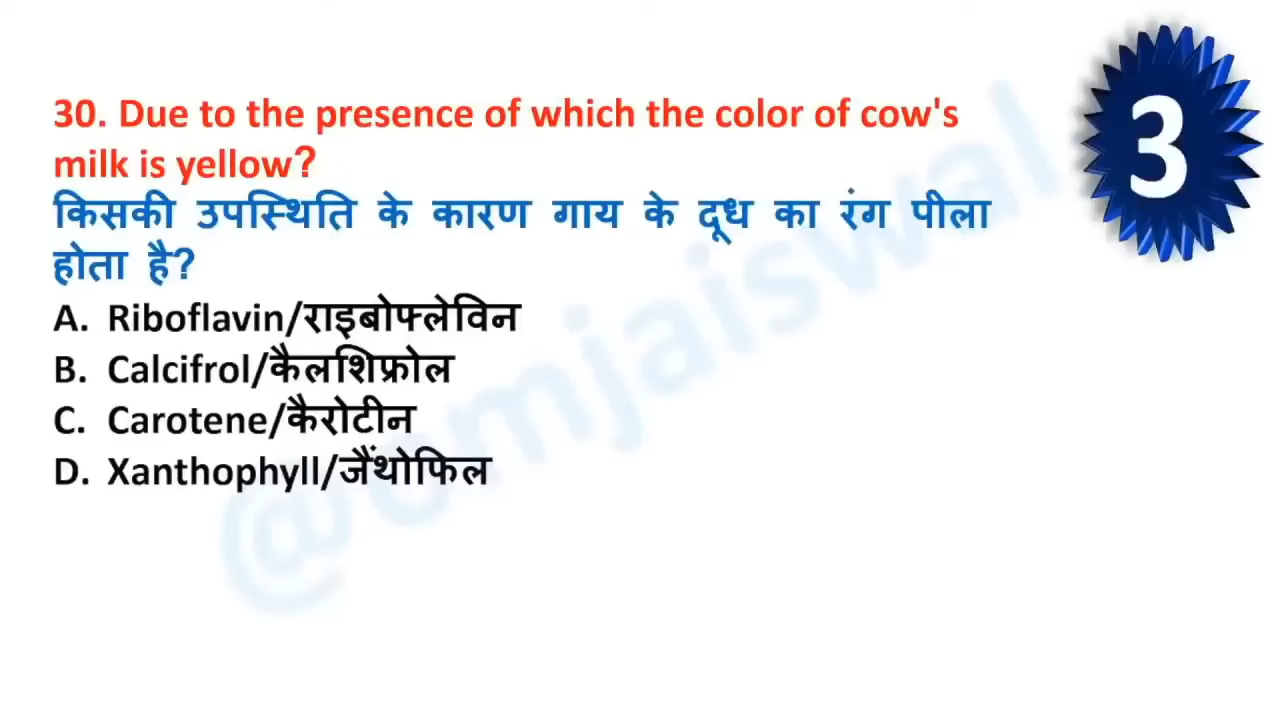 30. Due to the presence of which the color of cow's
milk is yellow?
किसकी उपस्थिति के कारण गाय के दूध का रंग पीला
होता है?
A. Riboflavin/राइबोफ्लेविन
B. Calcifrol/कैलशिफ्रोल
C. Carotene/कैरोटीन
D. Xanthophyll/जैंथोफिल
3
@omjaiswal